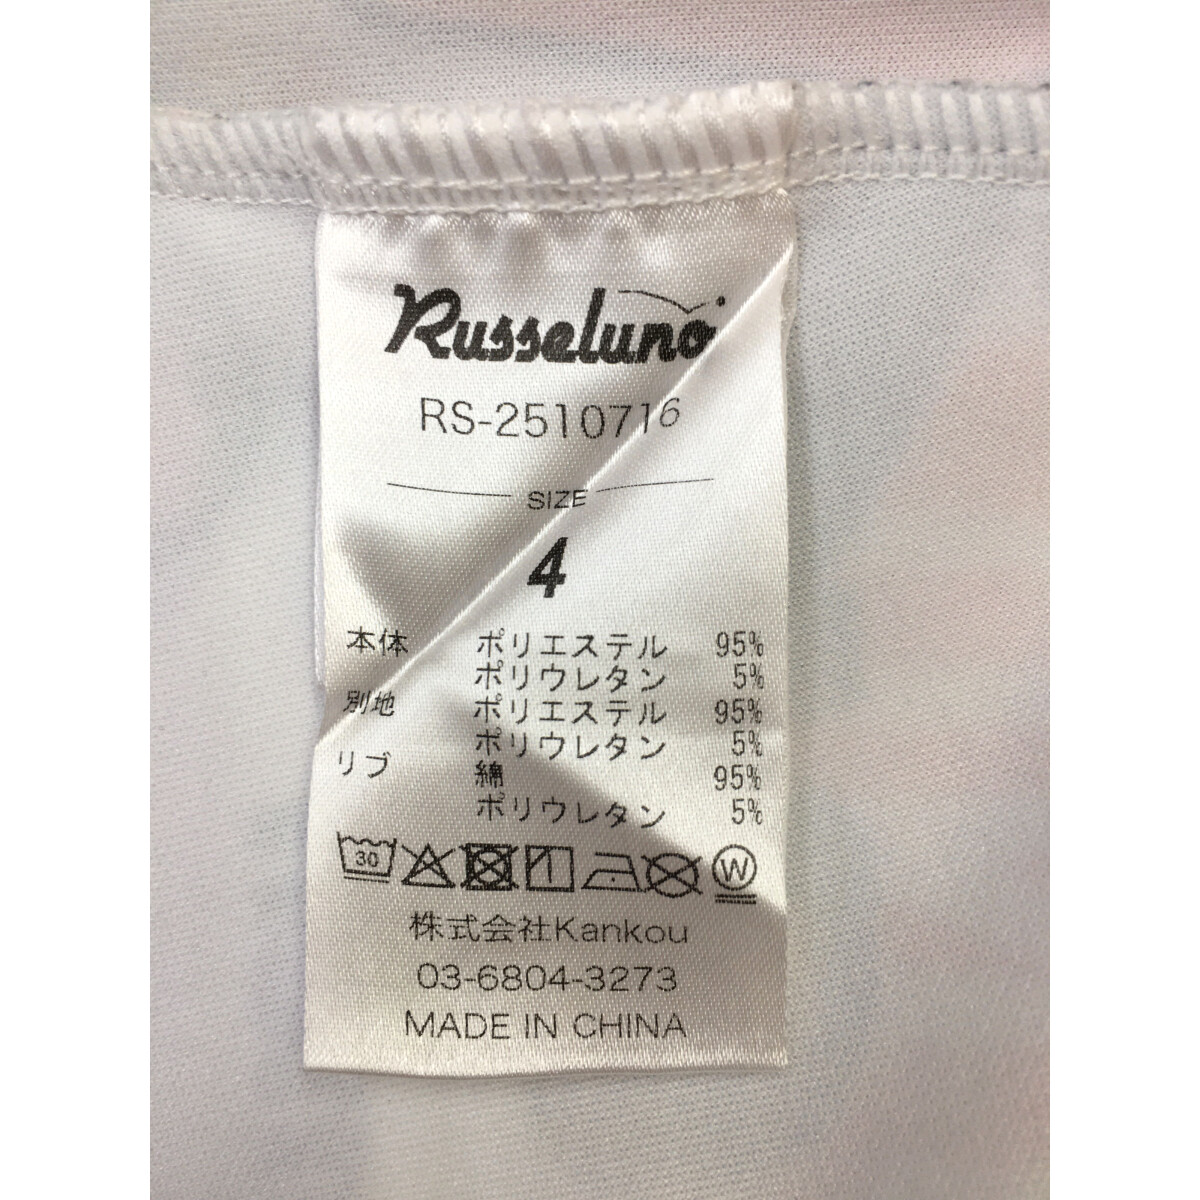 Russeluno
RS-2510716
SIZE
4
本体 ポリエステル 95%
ポリウレタン 5%
別地 ポリエステル 95%
ポリウレタン 5%
リブ 綿 95%
ポリウレタン 5%
30 W
株式会社Kankou
03-6804-3273
MADE IN CHINA